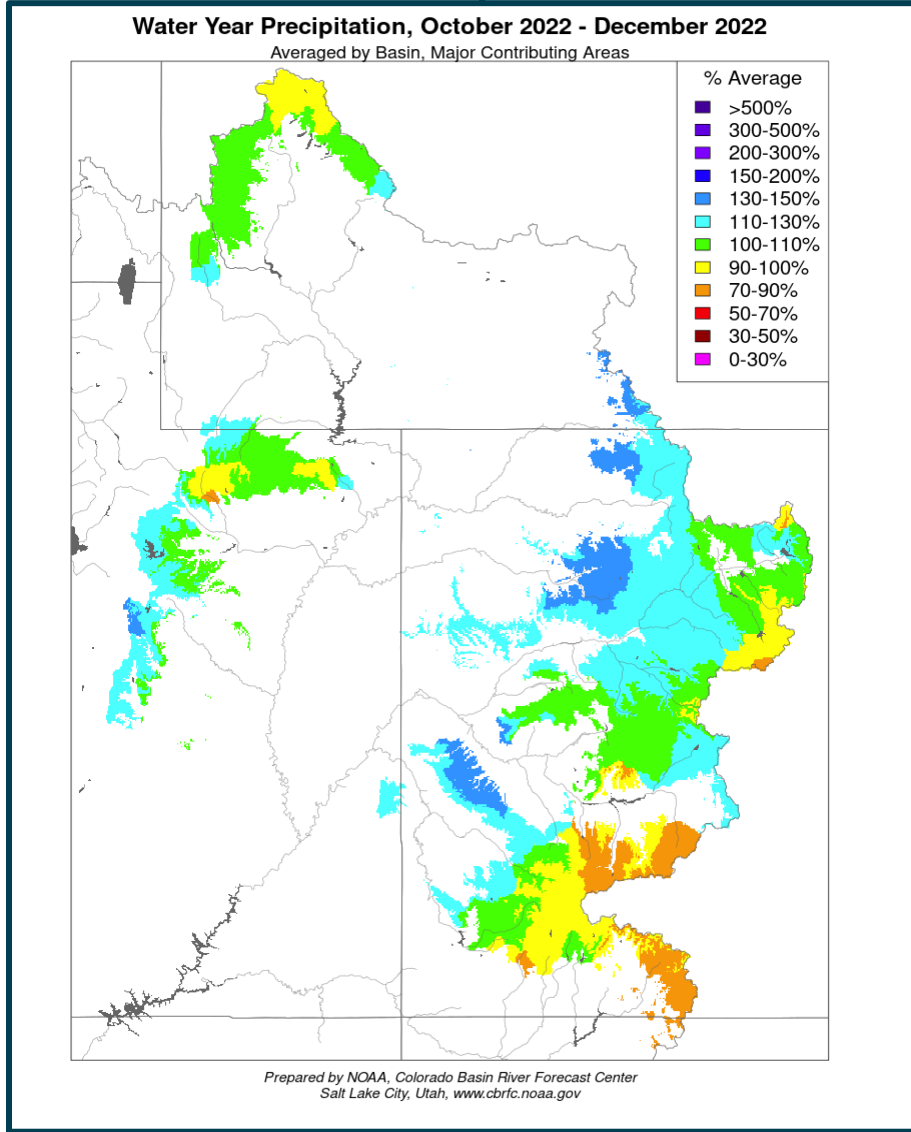 Water Year Precipitation, October 2022 - December 2022
Averaged by Basin, Major Contributing Areas
% Average
>500%
300-500%
200-300%
150-200%
130-150%
110-130%
100-110%
90-100%
70-90%
50-70%
30-50%
0-30%
Prepared by NOAA, Colorado Basin River Forecast Center
Salt Lake City, Utah, www.cbrfc.noaa.gov